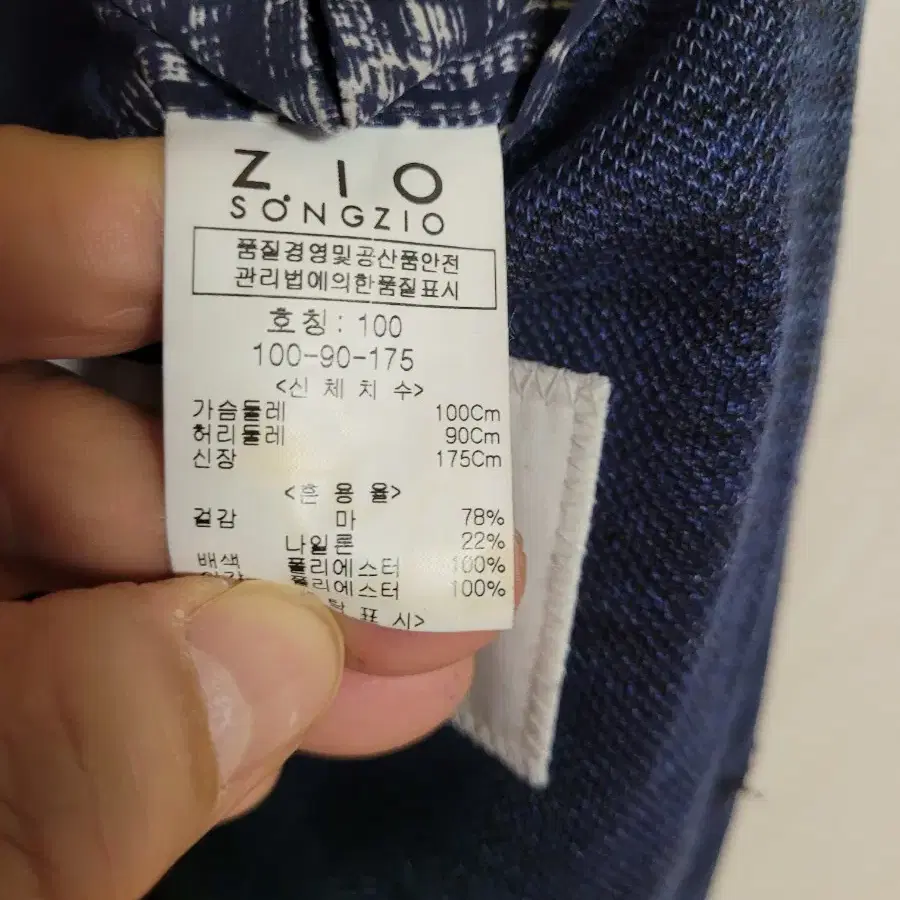 ZIO
SONGZIO
품질경영및공산품안전
관리법에의한품질표시
호칭: 100
100-90-175
<신 체 치 수>
가슴둘레 100Cm
허리둘레 90Cm
신장 175Cm
<혼 용 율>
겉감 마 78%
나일론 22%
배색 폴리에스터 100%
폴리에스터 100%
표 시>